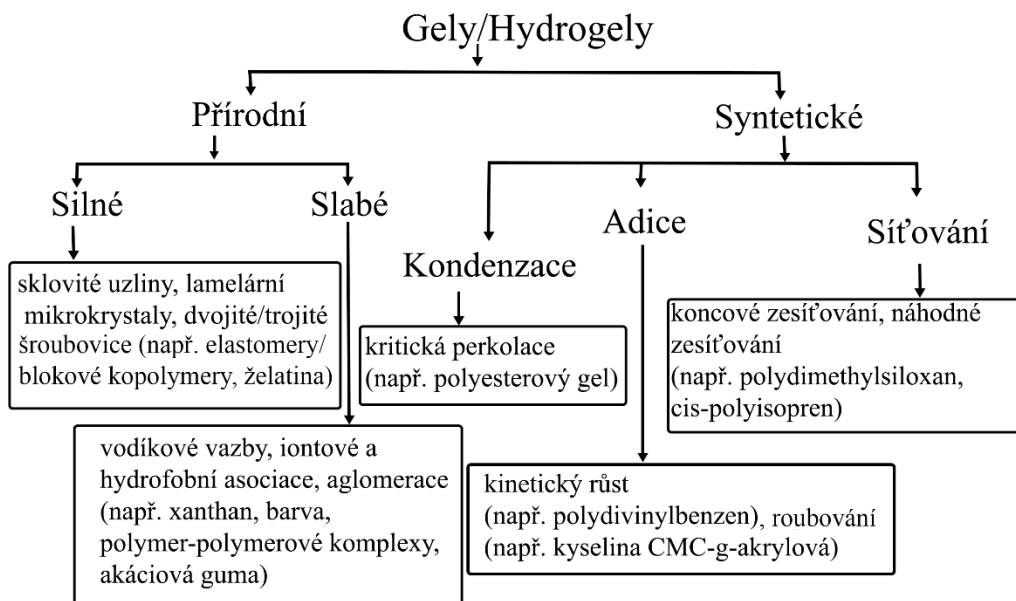 Gely/Hydrogely
Přírodní
Syntetické
Silné
Slabé
Kondenzace
Adice
Síťování
sklovité uzliny, lamelární
mikrokrystaly, dvojité/trojité
šroubovice (např. elastomery/
blokové kopolymery, želatina)
vodíkové vazby, iontové a
hydrofobní asociace, aglomerace
(např. xanthan, barva,
polymer-polymerové komplexy,
akáciová guma)
kritická perkolace
(např. polyesterový gel)
kinetický růst
(např. polydivinylbenzen), roubování
(např. kyselina CMC-g-akrylová)
koncové zesíťování, náhodné
zesíťování
(např. polydimethylsiloxan,
cis-polyisopren)